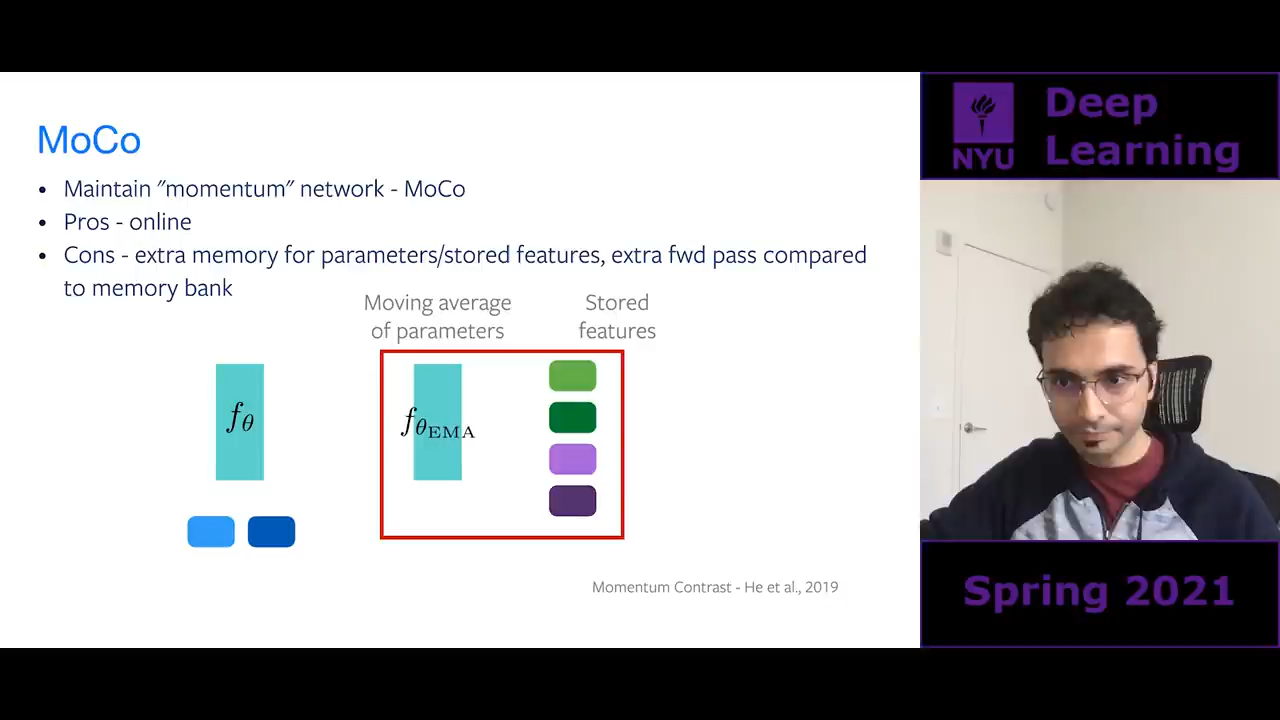 MoCo
• Maintain "momentum" network - MoCo
• Pros - online
• Cons - extra memory for parameters/stored features, extra fwd pass compared
to memory bank
Moving average
of parameters
Stored
features
fθ
fθEMA
Momentum Contrast - He et al., 2019
NYU
Deep
Learning
Spring 2021